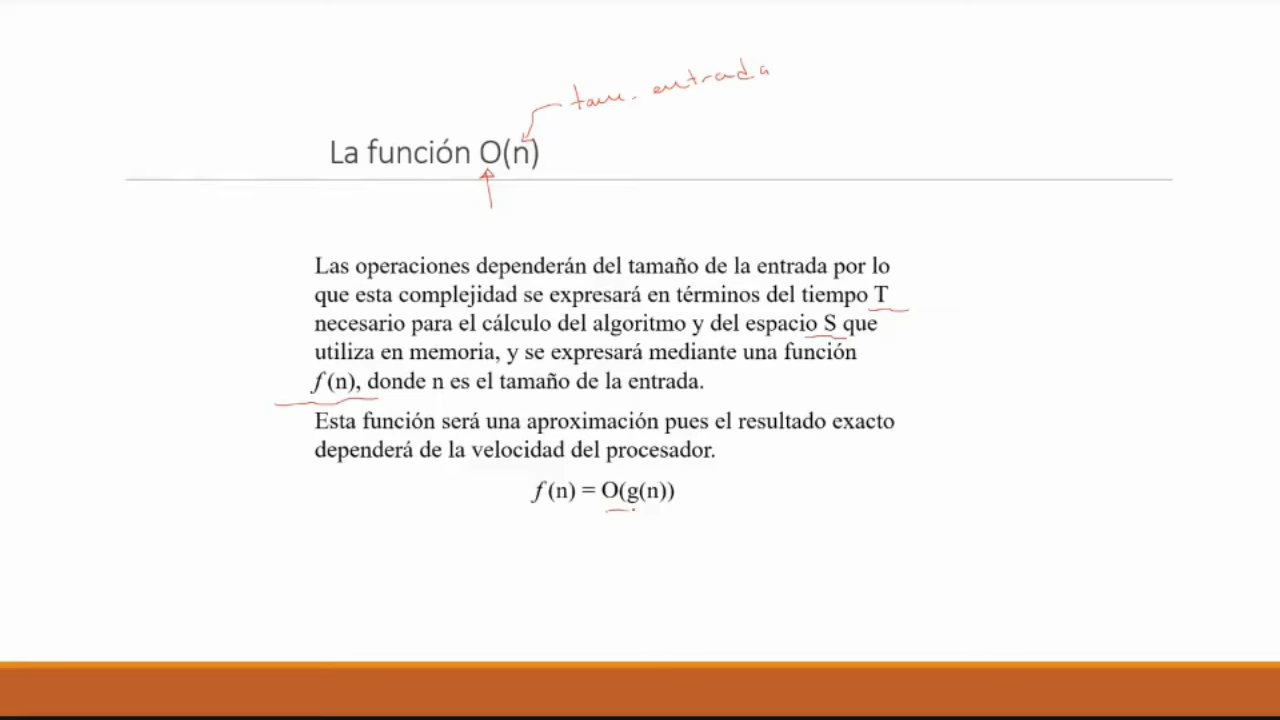 tam. entrada
La función O(n)
Las operaciones dependerán del tamaño de la entrada por lo
que esta complejidad se expresará en términos del tiempo T
necesario para el cálculo del algoritmo y del espacio S que
utiliza en memoria, y se expresará mediante una función
f (n), donde n es el tamaño de la entrada.
Esta función será una aproximación pues el resultado exacto
dependerá de la velocidad del procesador.
f (n) = O(g(n))